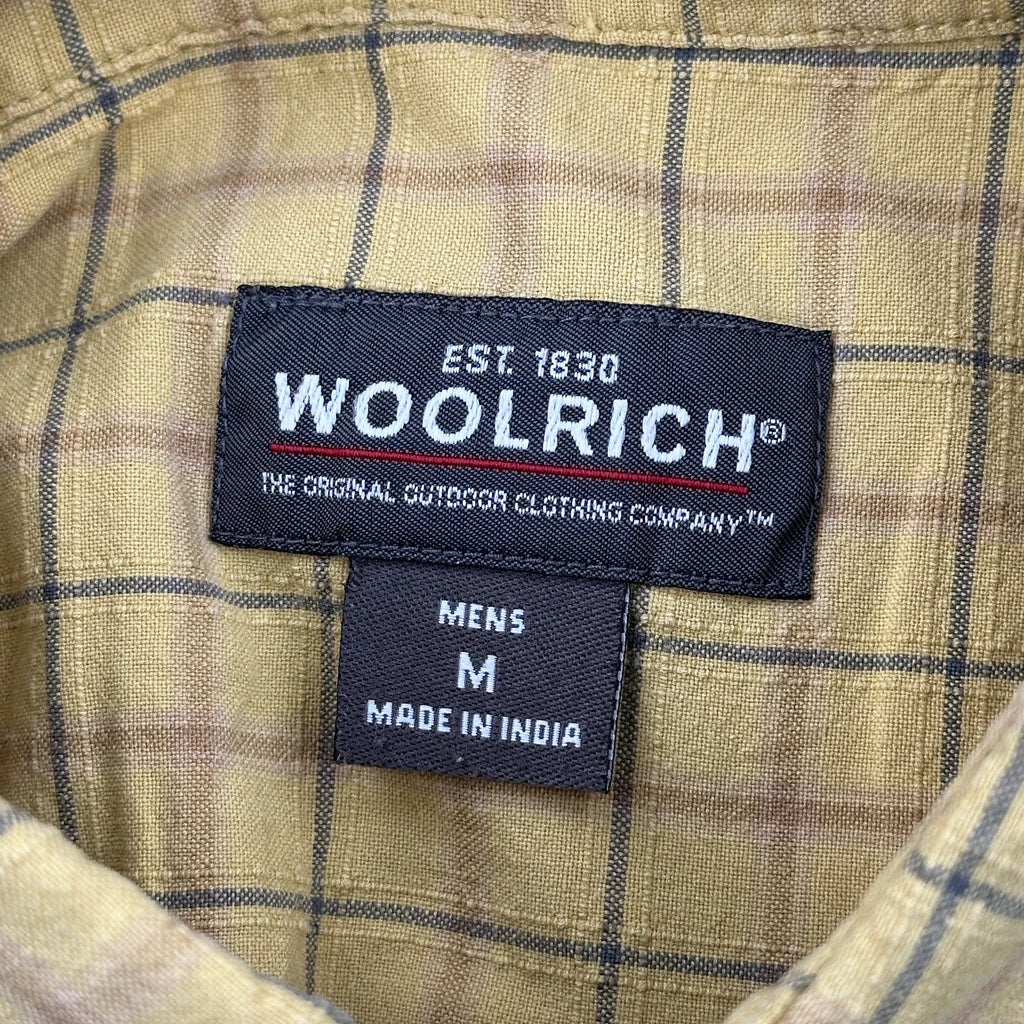 EST. 1830
WOOLRICH®
THE ORIGINAL OUTDOOR CLOTHING COMPANY™
MENS
M
MADE IN INDIA